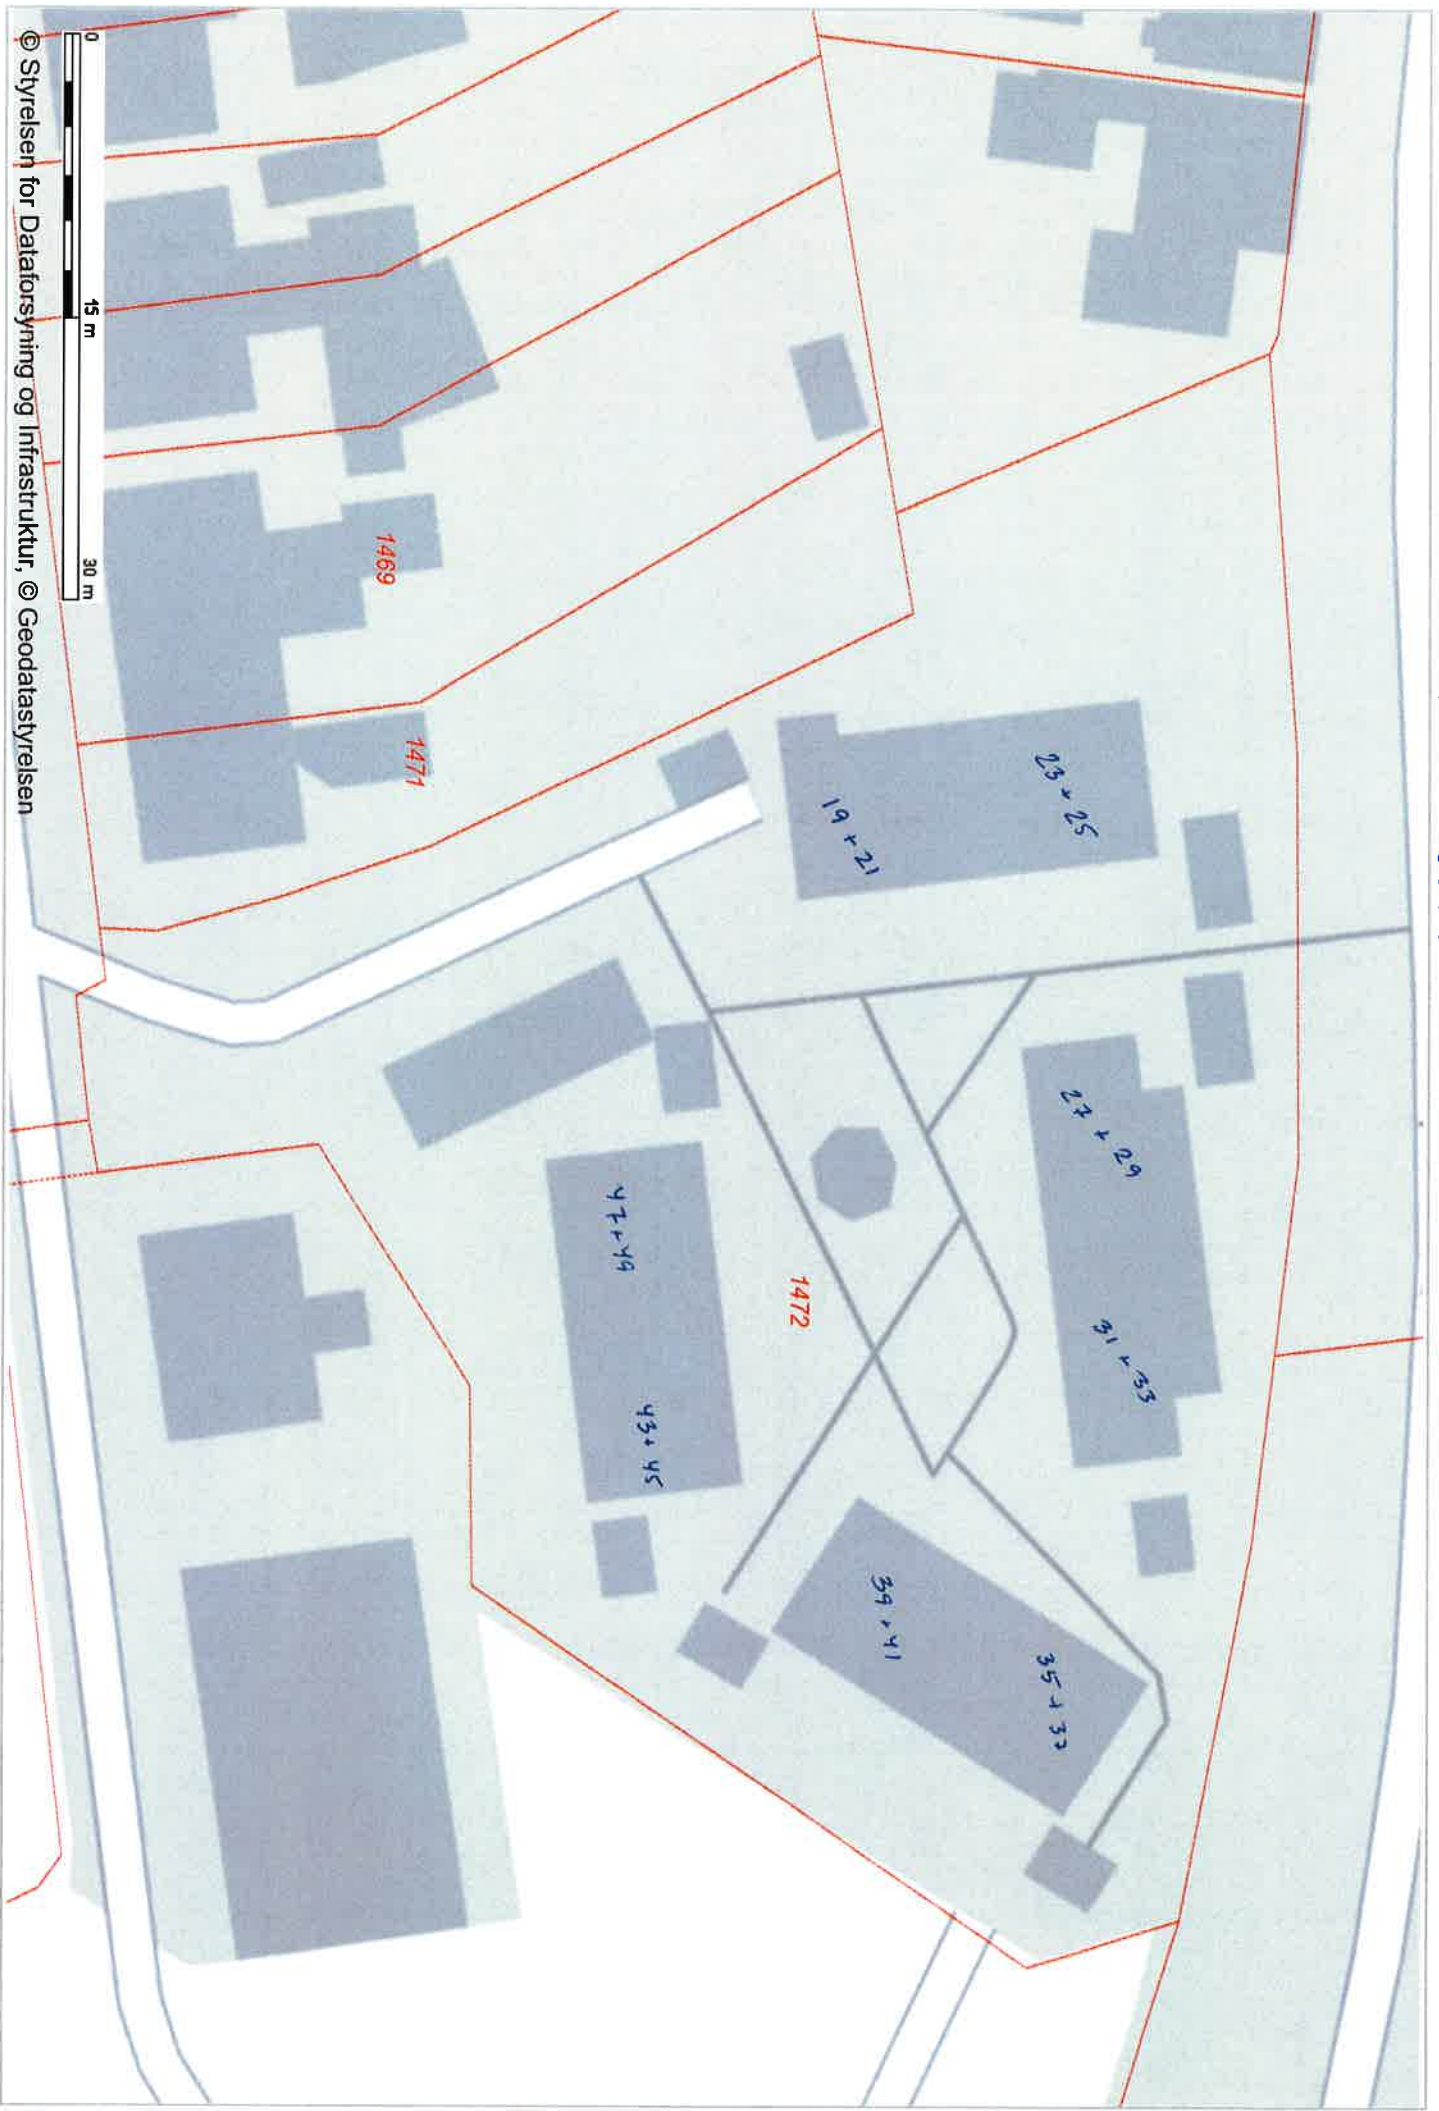 23 + 25
19 + 21
27 + 29
31 + 33
35 + 37
39 + 41
1472
47 + 49
43 + 45
1469
1471
0
15 m
30 m
© Styrelsen for Dataforsyning og Infrastruktur, © Geodatastyrelsen